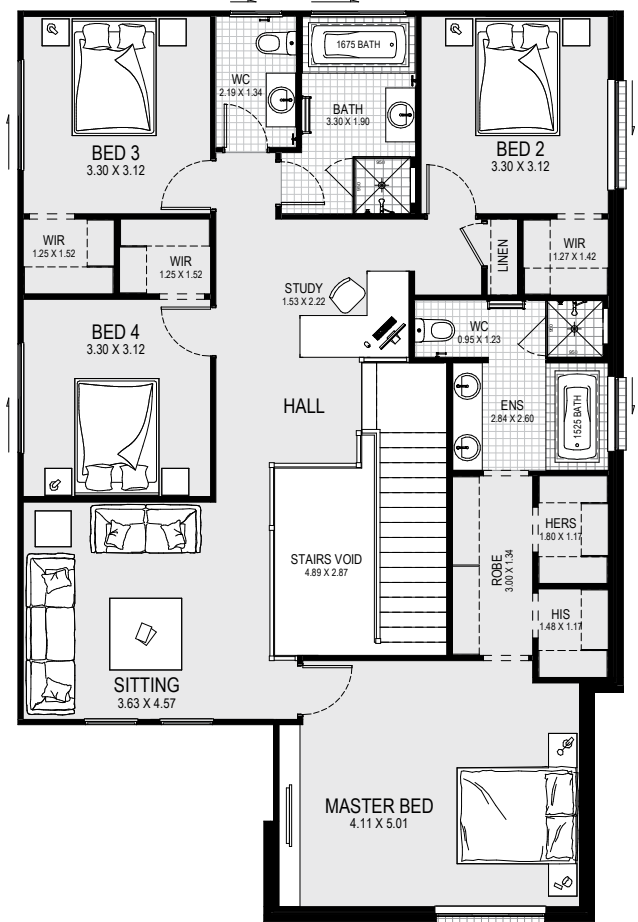 1675 BATH
WC
2.19 X 1.34
BATH
3.30 X 1.90
BED 3
3.30 X 3.12
BED 2
3.30 X 3.12
950
950
WIR
1.25 X 1.52
WIR
1.25 X 1.52
LINEN
WIR
1.27 X 1.42
STUDY
1.53 X 2.22
WC
0.95 X 1.23
950
950
BED 4
3.30 X 3.12
HALL
ENS
2.84 X 2.60
1525 BATH
HERS
1.80 X 1.17
STAIRS VOID
4.89 X 2.87
ROBE
3.00 X 1.34
HIS
1.48 X 1.17
SITTING
3.63 X 4.57
MASTER BED
4.11 X 5.01